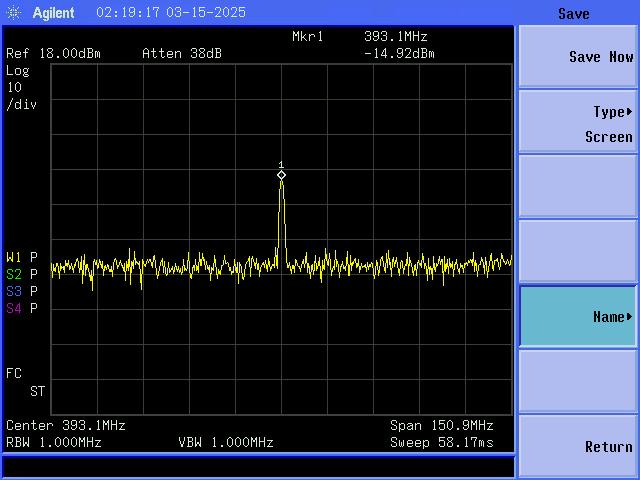 Agilent 02:19:17 03-15-2025 Save
Mkr1 393.1MHz
Ref 18.00dBm Atten 38dB -14.92dBm
Log
10
/div
1
W1 P
S2 P
S3 P
S4 P
FC
ST
Center 393.1MHz Span 150.9MHz
RBW 1.000MHz VBW 1.000MHz Sweep 58.17ms
Save Now
Type
Screen
Name
Return